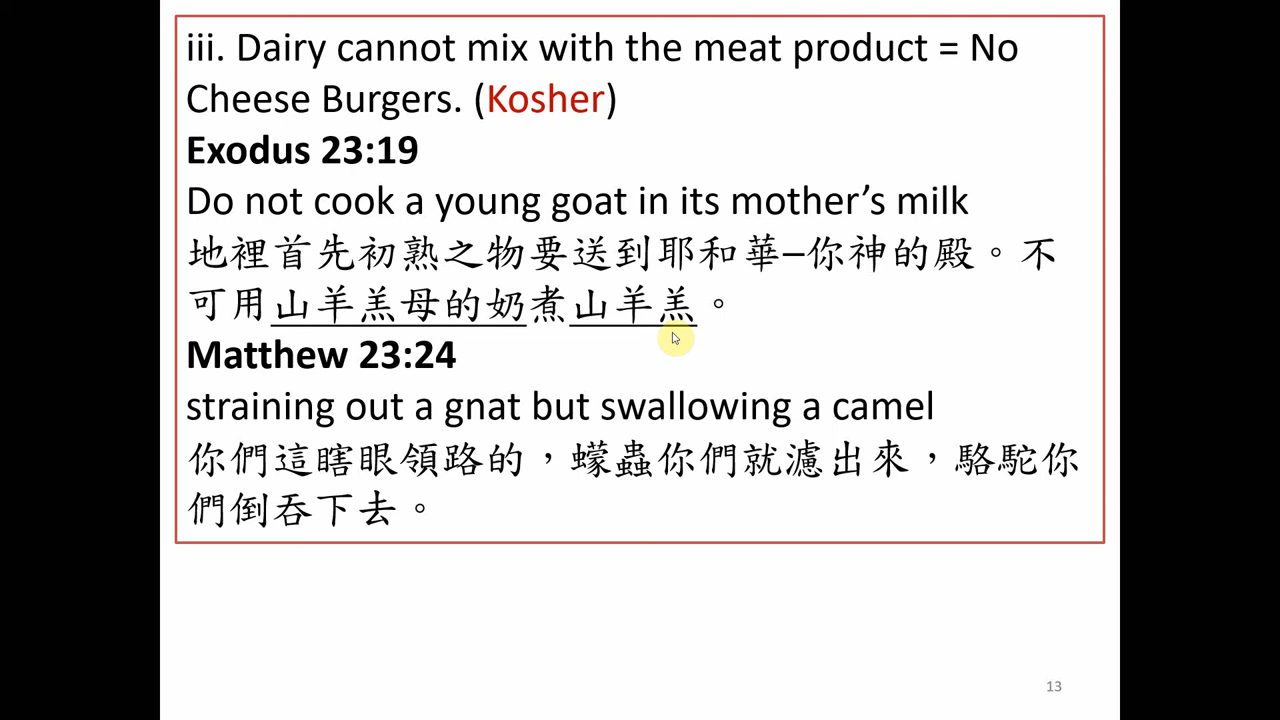 iii. Dairy cannot mix with the meat product = No
Cheese Burgers. (Kosher)
Exodus 23:19
Do not cook a young goat in its mother’s milk
地裡首先初熟之物要送到耶和華–你神的殿。不
可用山羊羔母的奶煮山羊羔。
Matthew 23:24
straining out a gnat but swallowing a camel
你們這瞎眼領路的，蠓蟲你們就濾出來，駱駝你
們倒吞下去。
13